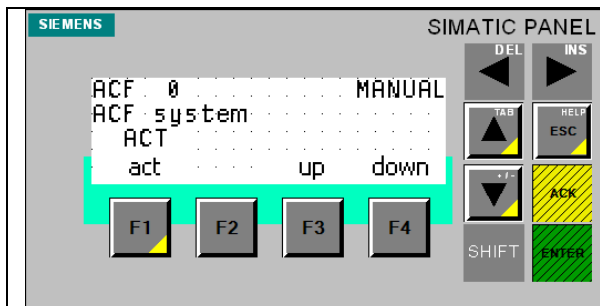 SIEMENS
SIMATIC PANEL
DEL INS
ACF 0 MANUAL
ACF system
ACT
act up down
TAB HELP
ESC
+/-
ACK
F1 F2 F3 F4
SHIFT ENTER